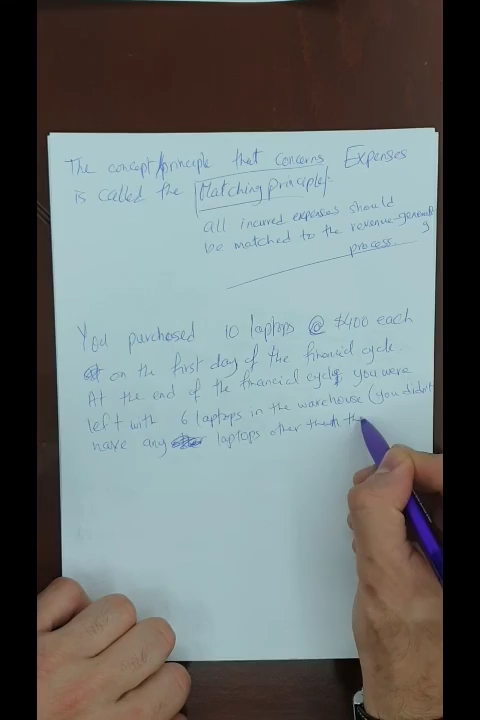 The concept/principle that concerns Expenses
is called the Matching principle
all incurred expenses should
be matched to the revenue-generating
process.
You purchased 10 laptops @ $400 each
on the first day of the financial cycle.
At the end of the financial cycle, you were
left with 6 laptops in the warehouse (you didn't
have any laptops other than the